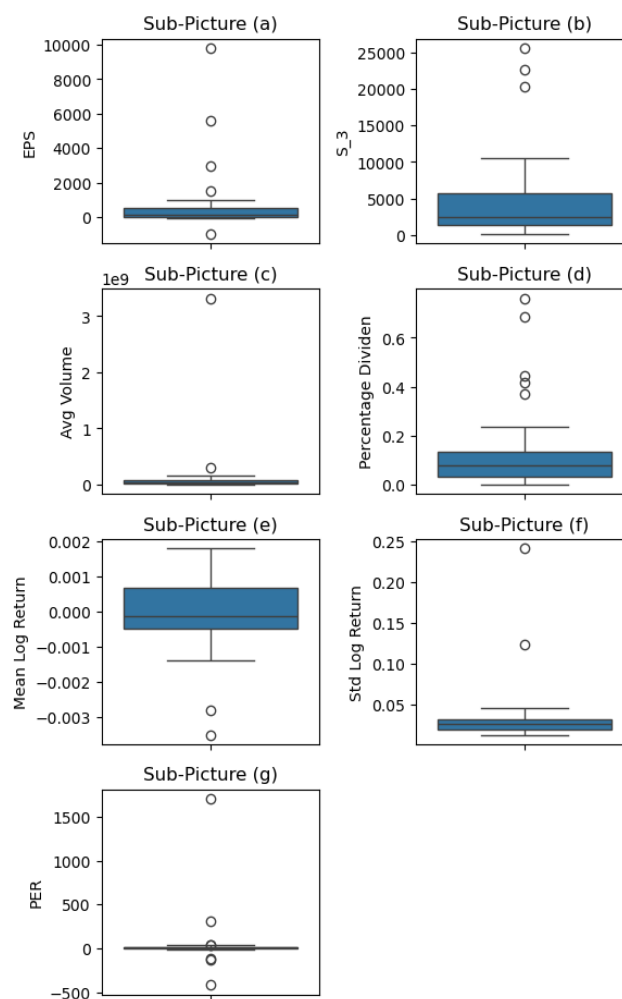 Sub-Picture (a)
EPS
10000
8000
6000
4000
2000
0
Sub-Picture (b)
S_3
25000
20000
15000
10000
5000
0
Sub-Picture (c)
1e9
Avg Volume
3
2
1
0
Sub-Picture (d)
Percentage Dividen
0.6
0.4
0.2
0.0
Sub-Picture (e)
Mean Log Return
0.002
0.001
0.000
−0.001
−0.002
−0.003
Sub-Picture (f)
Std Log Return
0.25
0.20
0.15
0.10
0.05
Sub-Picture (g)
PER
1500
1000
500
0
−500